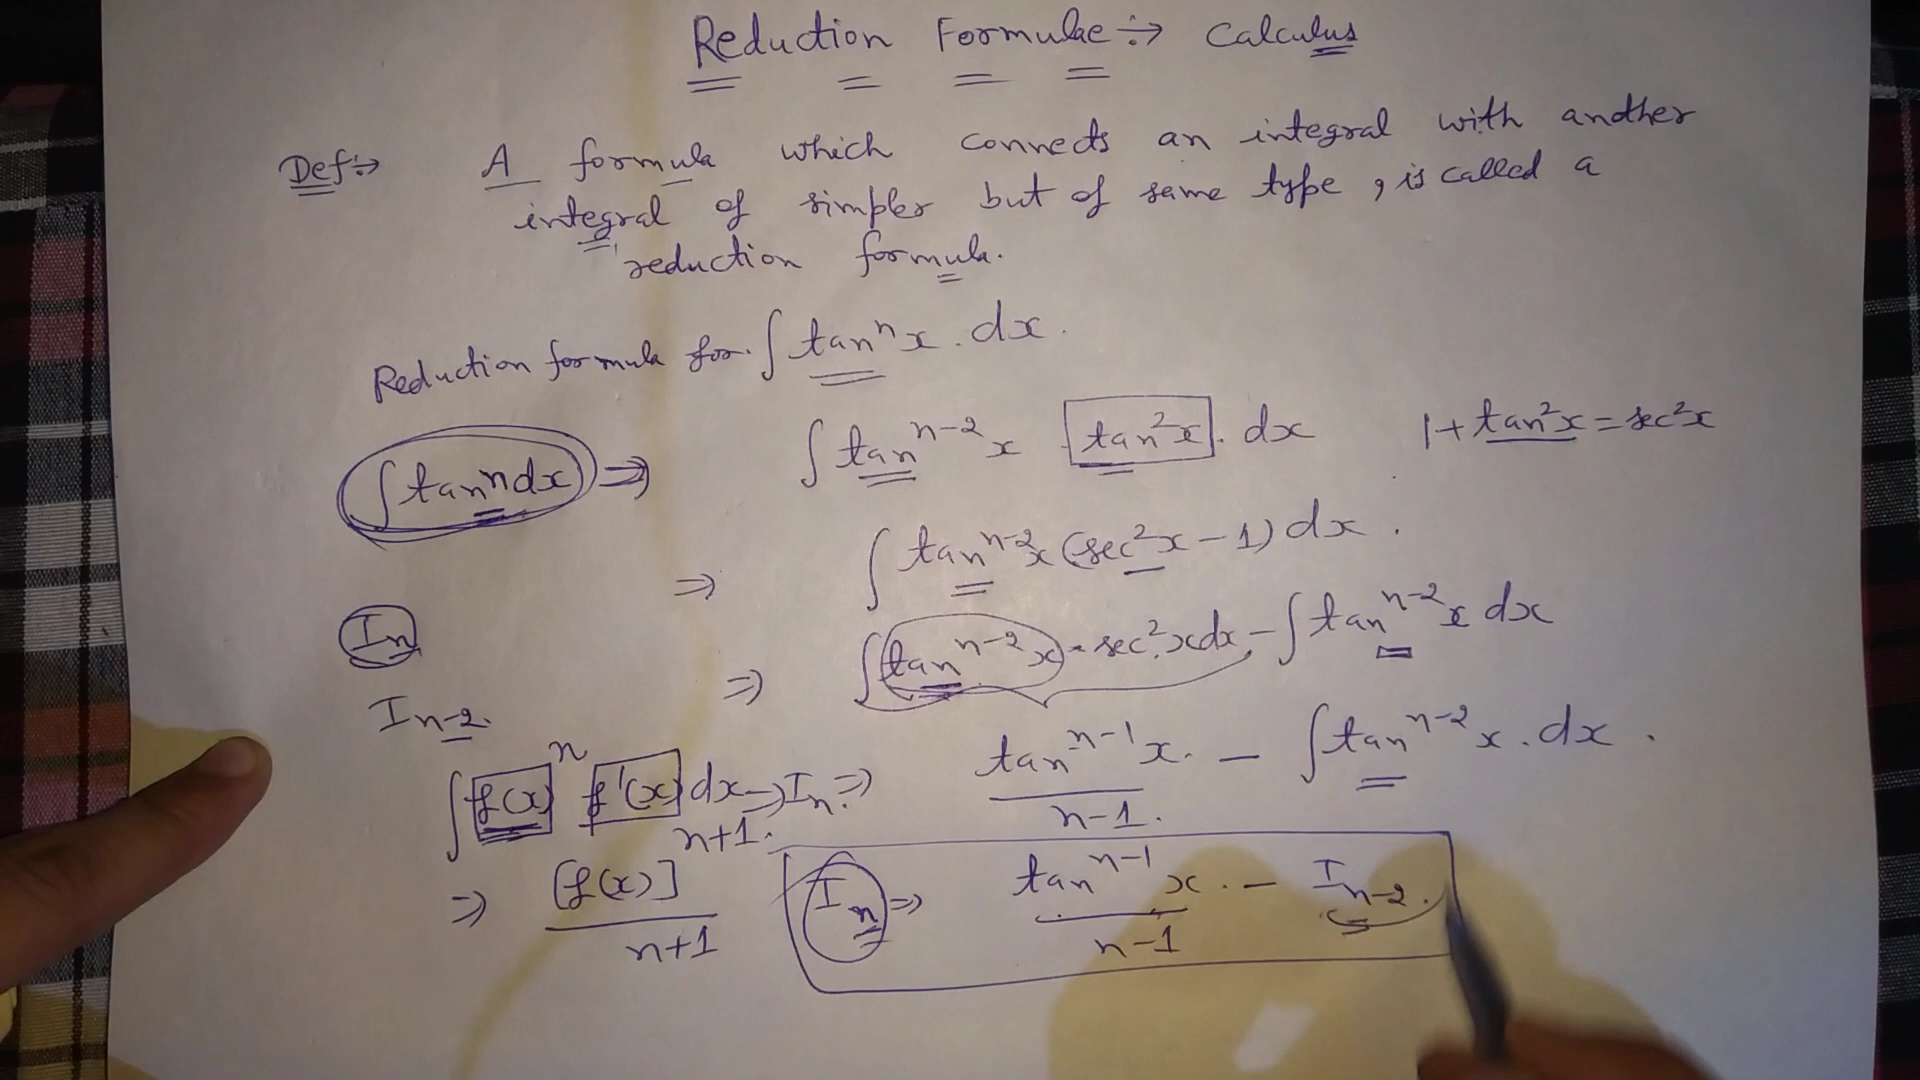 Reduction Formulae :→ Calculus
Def :→ A formula which connects an integral with another
integral of simpler but of same type, is called a
reduction formula.
Reduction formula for ∫ tanⁿx . dx.
∫ tanⁿdx ⇒ ∫ tanⁿ⁻²x . tan²x . dx 1 + tan²x = sec²x
⇒ ∫ tanⁿ⁻²x (sec²x - 1) dx .
In
⇒ ∫ tanⁿ⁻²x . sec²x dx - ∫ tanⁿ⁻²x dx
In-2.
∫ f(x)ⁿ f'(x) dx → In ⇒ tanⁿ⁻¹x. / n-1. - ∫ tanⁿ⁻²x . dx .
⇒ [f(x)]ⁿ⁺¹ / n+1 In ⇒ tanⁿ⁻¹x . / n-1 - In-2.